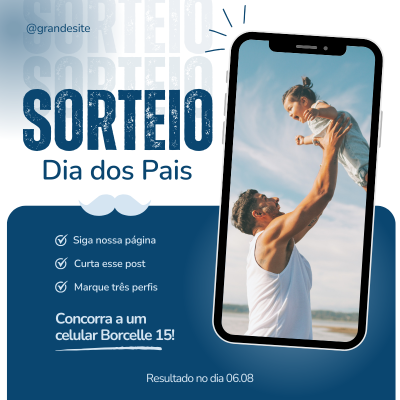 @grandesite
SORTEIO
SORTEIO
SORTEIO
Dia dos Pais
Siga nossa página
Curta esse post
Marque três perfis
Concorra a um
celular Borcelle 15!
Resultado no dia 06.08